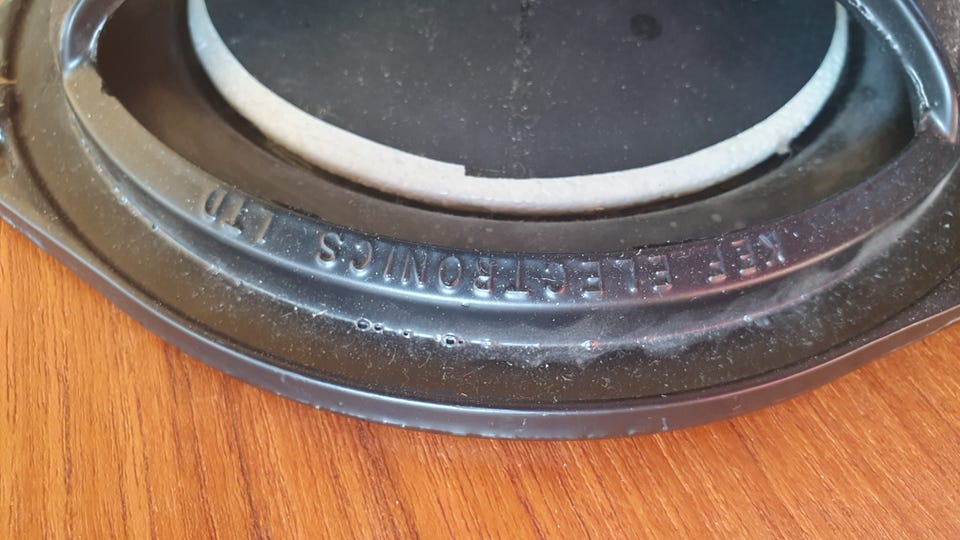 KEF ELECTRONICS LTD